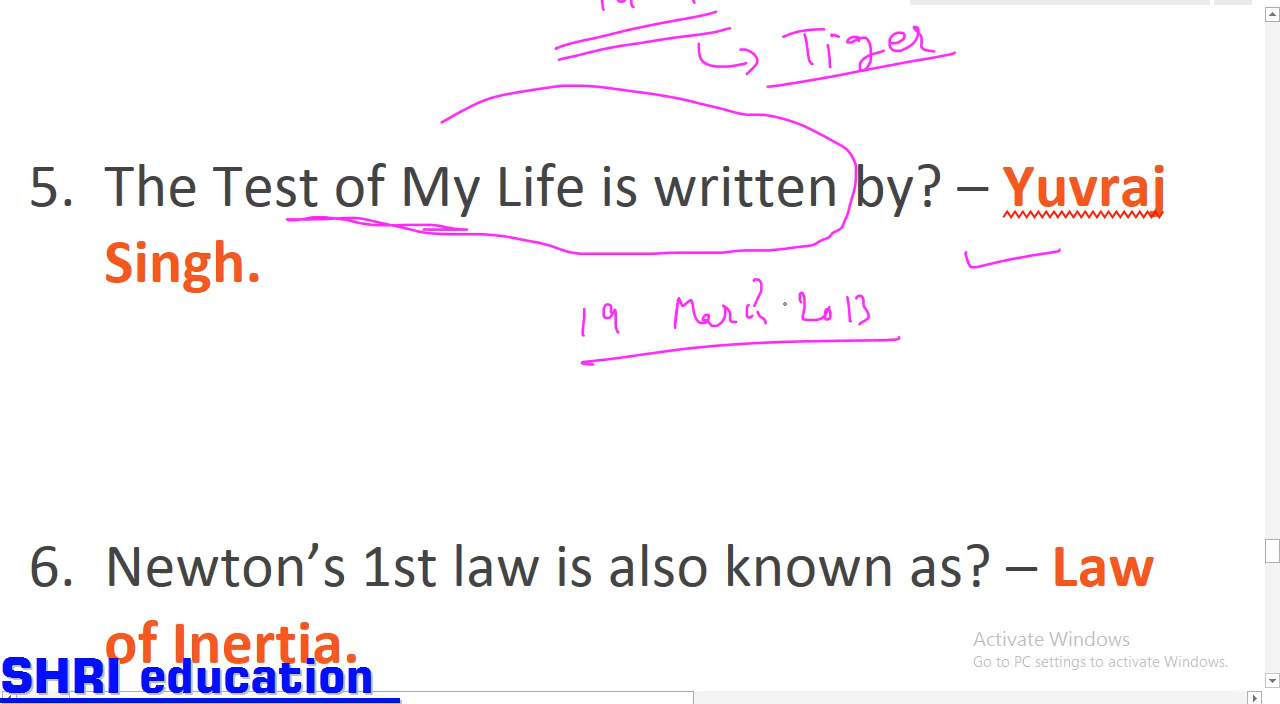 Tiger
5. The Test of My Life is written by? – Yuvraj
Singh.
19 March 2013
6. Newton’s 1st law is also known as? – Law
of Inertia.
Activate Windows
Go to PC settings to activate Windows.
SHRI education